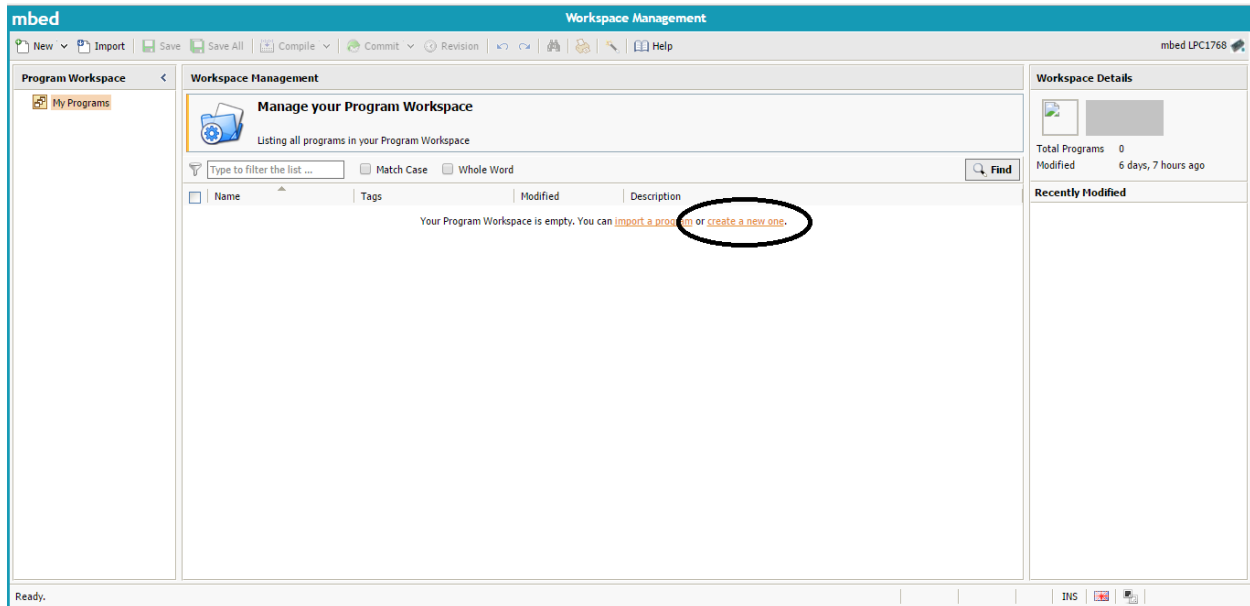 mbed
Workspace Management
New Import Save Save All Compile Commit Revision Help
mbed LPC1768
Program Workspace <
My Programs
Workspace Management
Manage your Program Workspace
Listing all programs in your Program Workspace
Type to filter the list ... Match Case Whole Word Find
Name Tags Modified Description
Your Program Workspace is empty. You can import a program or create a new one.
Workspace Details
Total Programs 0
Modified 6 days, 7 hours ago
Recently Modified
Ready.
INS